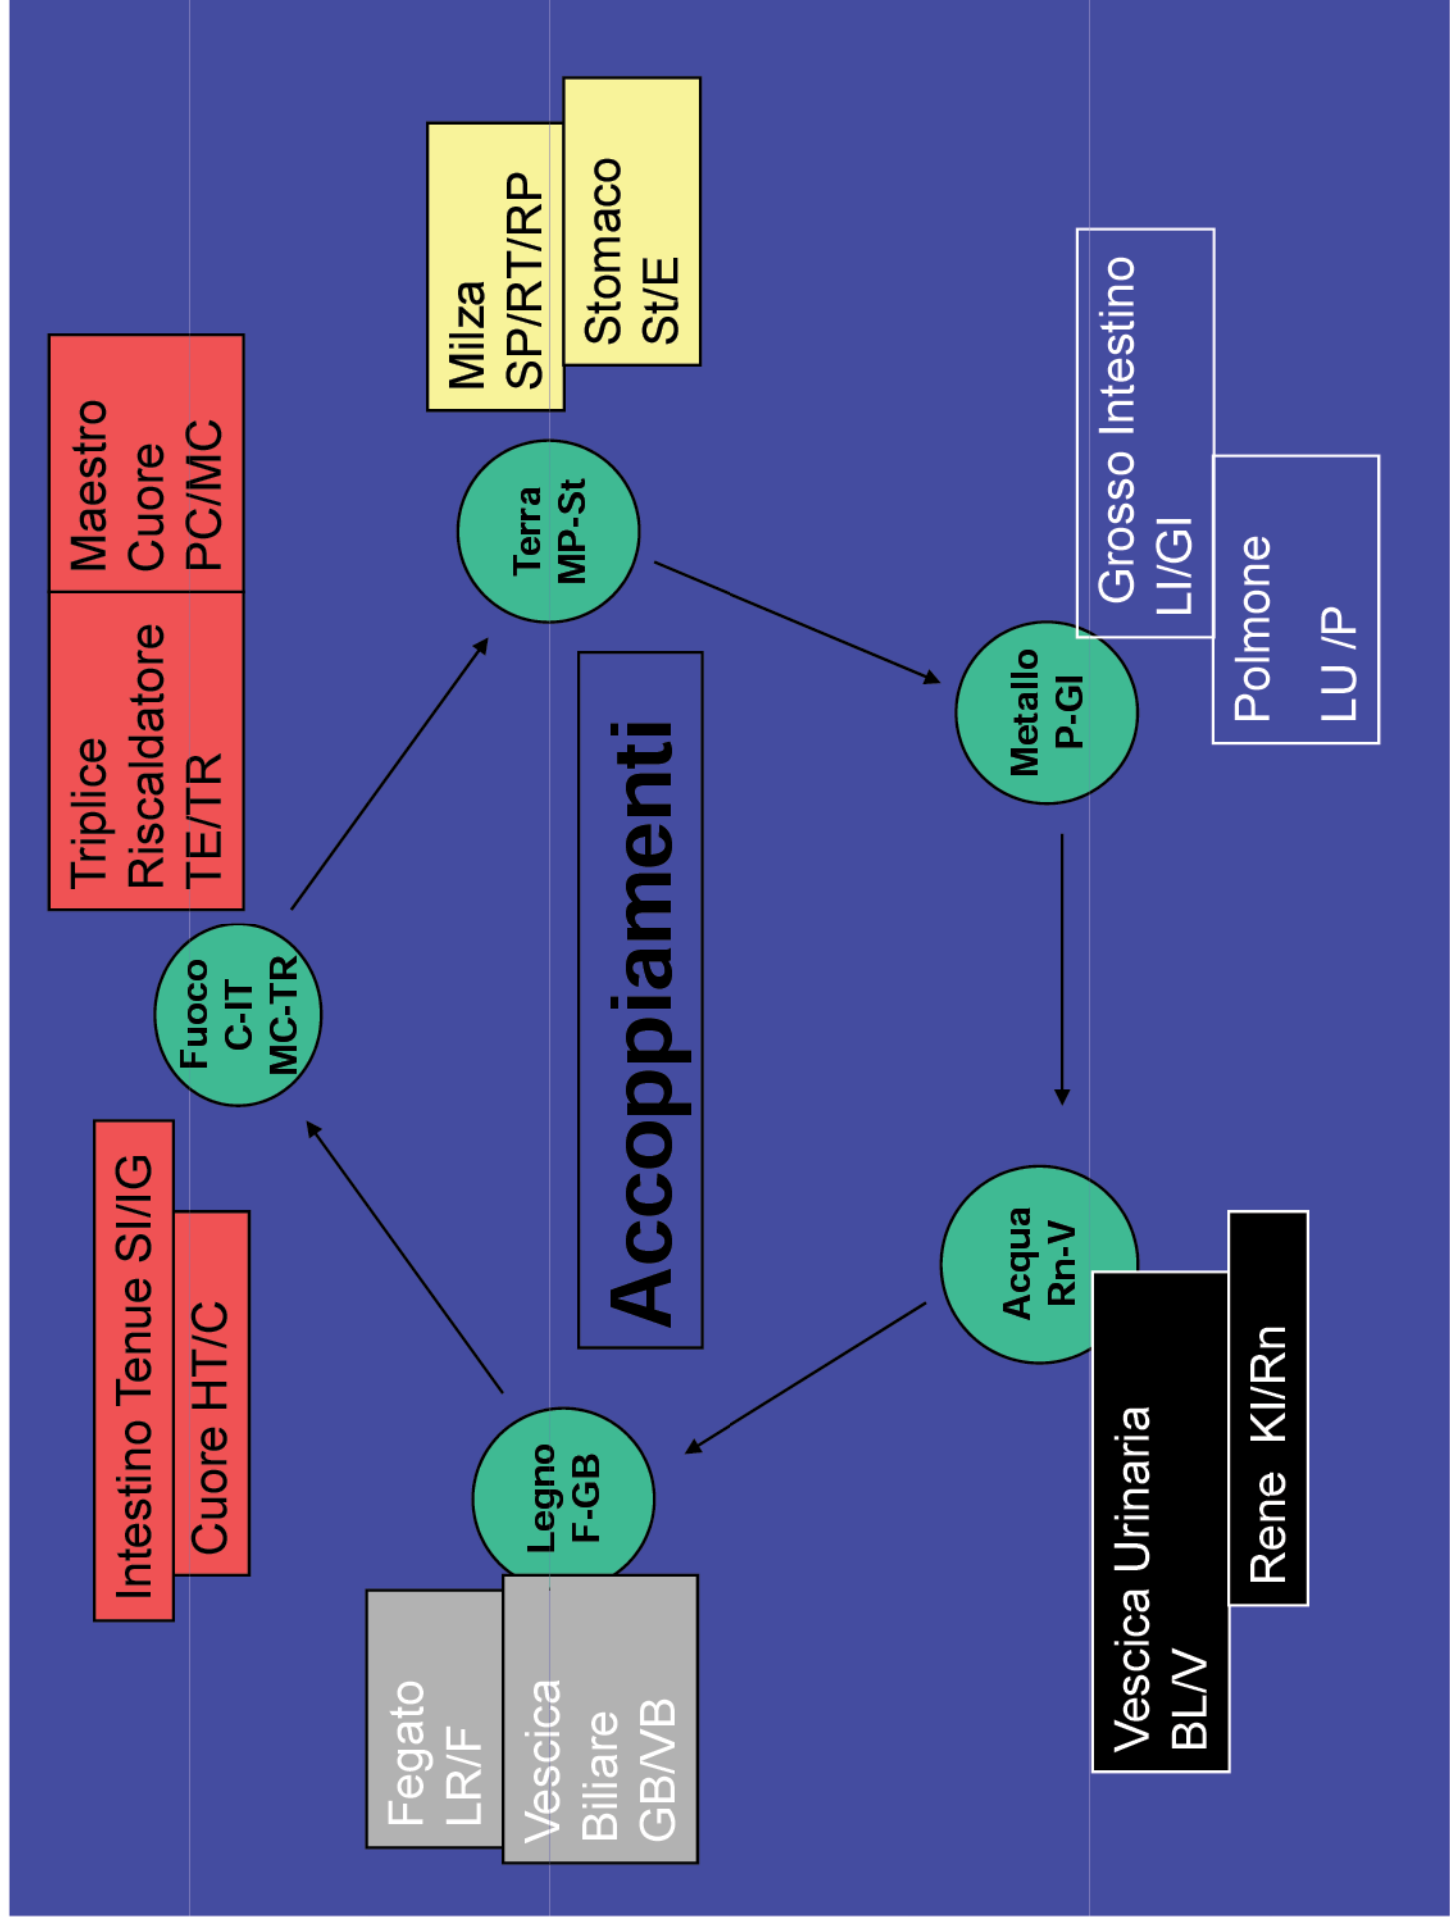 Triplice
Riscaldatore
TE/TR
Maestro
Cuore
PC/MC
Intestino Tenue SI/IG
Cuore HT/C
Fuoco
C-IT
MC-TR
Milza
SP/RT/RP
Stomaco
St/E
Terra
MP-St
Fegato
LR/F
Vescica
Biliare
GB/VB
Legno
F-GB
Accoppiamenti
Acqua
Rn-V
Metallo
P-GI
Grosso Intestino
LI/GI
Polmone
LU /P
Vescica Urinaria
BL/V
Rene KI/Rn